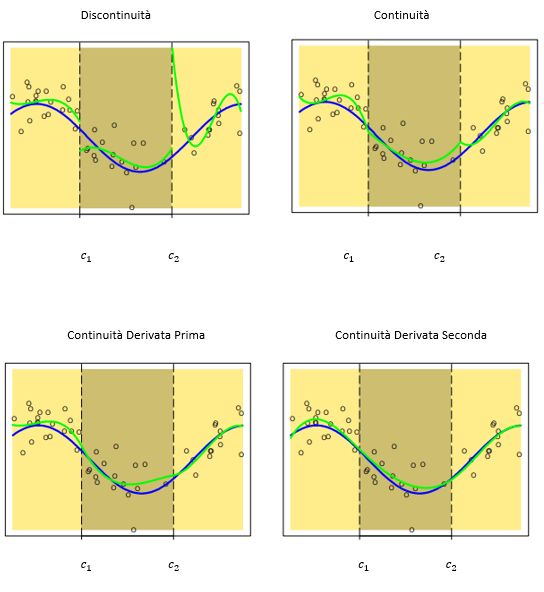 Discontinuità
Continuità
c₁ c₂
c₁ c₂
Continuità Derivata Prima
Continuità Derivata Seconda
c₁ c₂
c₁ c₂